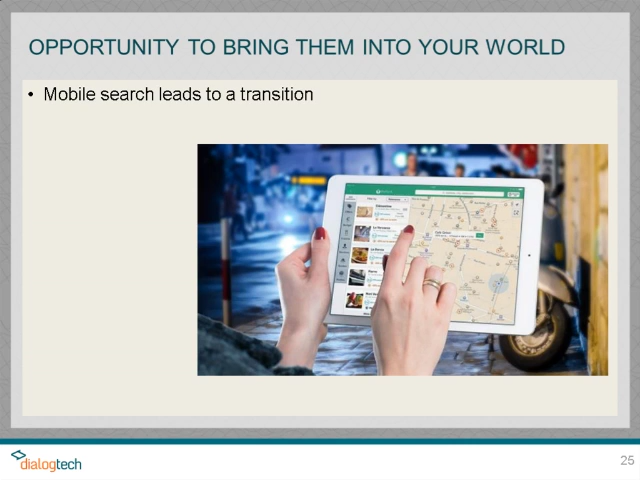 OPPORTUNITY TO BRING THEM INTO YOUR WORLD
• Mobile search leads to a transition
dialogtech
25